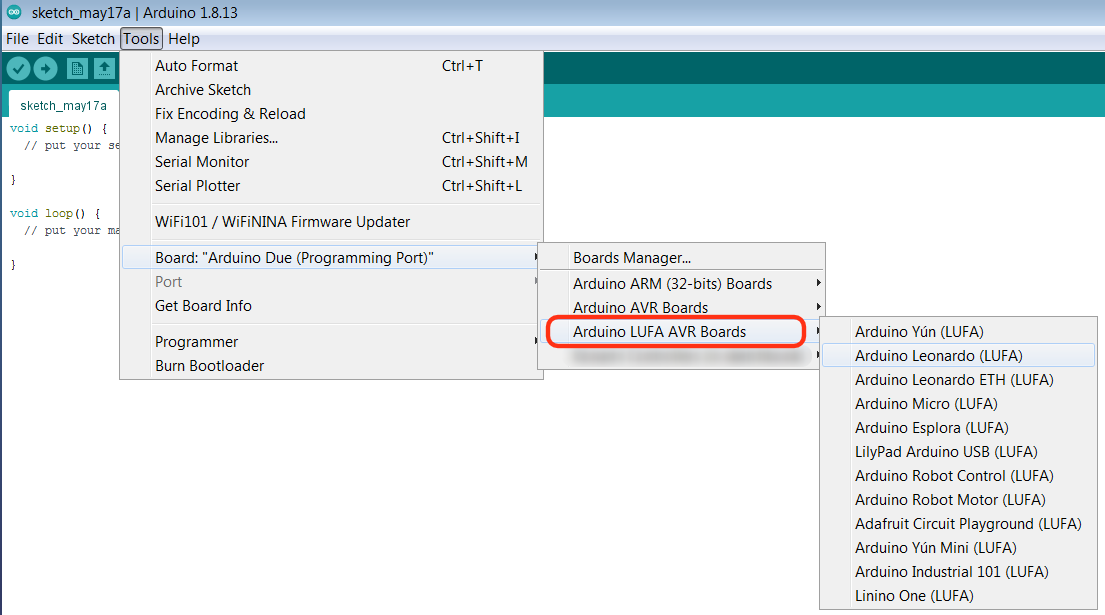 sketch_may17a | Arduino 1.8.13
File Edit Sketch Tools Help
sketch_may17a
void setup() {
// put your se
}
void loop() {
// put your ma
}
Auto Format Ctrl+T
Archive Sketch
Fix Encoding & Reload
Manage Libraries... Ctrl+Shift+I
Serial Monitor Ctrl+Shift+M
Serial Plotter Ctrl+Shift+L
WiFi101 / WiFiNINA Firmware Updater
Board: "Arduino Due (Programming Port)"
Port
Get Board Info
Programmer
Burn Bootloader
Boards Manager...
Arduino ARM (32-bits) Boards
Arduino AVR Boards
Arduino LUFA AVR Boards
Arduino Yún (LUFA)
Arduino Leonardo (LUFA)
Arduino Leonardo ETH (LUFA)
Arduino Micro (LUFA)
Arduino Esplora (LUFA)
LilyPad Arduino USB (LUFA)
Arduino Robot Control (LUFA)
Arduino Robot Motor (LUFA)
Adafruit Circuit Playground (LUFA)
Arduino Yún Mini (LUFA)
Arduino Industrial 101 (LUFA)
Linino One (LUFA)